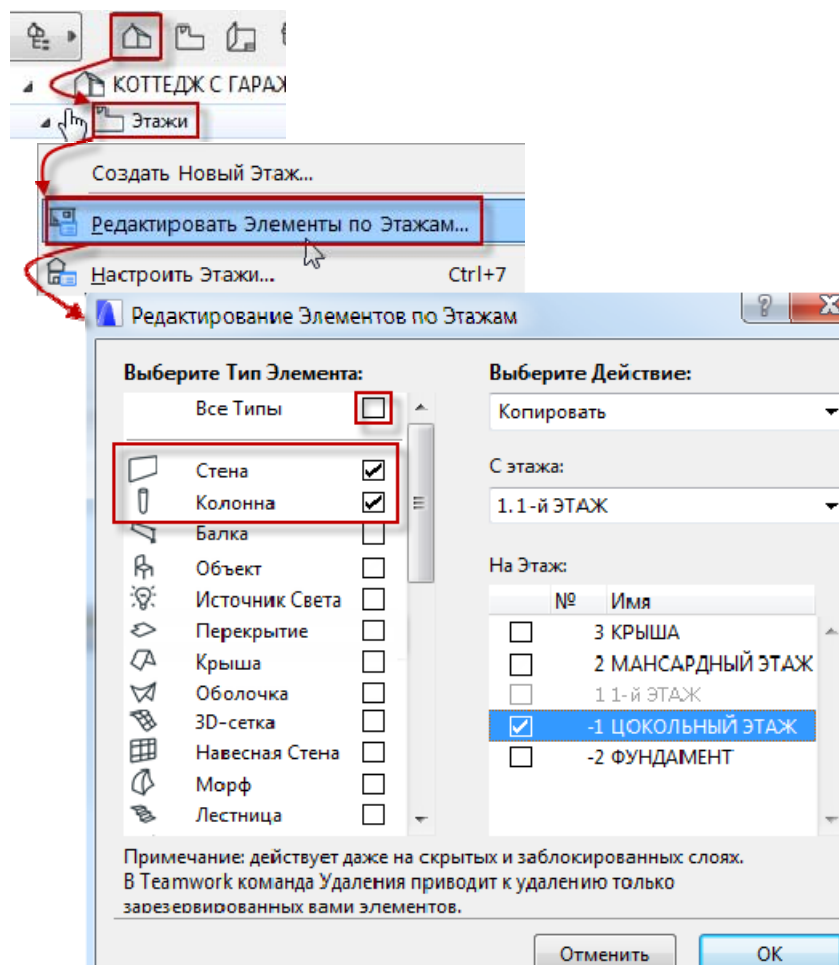 КОТТЕДЖ С ГАРАЖ
Этажи
Создать Новый Этаж...
Редактировать Элементы по Этажам...
Настроить Этажи... Ctrl+7
Редактирование Элементов по Этажам
Выберите Тип Элемента:
Все Типы
Стена
Колонна
Балка
Объект
Источник Света
Перекрытие
Крыша
Оболочка
3D-сетка
Навесная Стена
Морф
Лестница
Выберите Действие:
Копировать
С этажа:
1.1-й ЭТАЖ
На Этаж:
№ Имя
3 КРЫША
2 МАНСАРДНЫЙ ЭТАЖ
1 1-й ЭТАЖ
-1 ЦОКОЛЬНЫЙ ЭТАЖ
-2 ФУНДАМЕНТ
Примечание: действует даже на скрытых и заблокированных слоях.
В Teamwork команда Удаления приводит к удалению только
зарезервированных вами элементов.
Отменить
OK